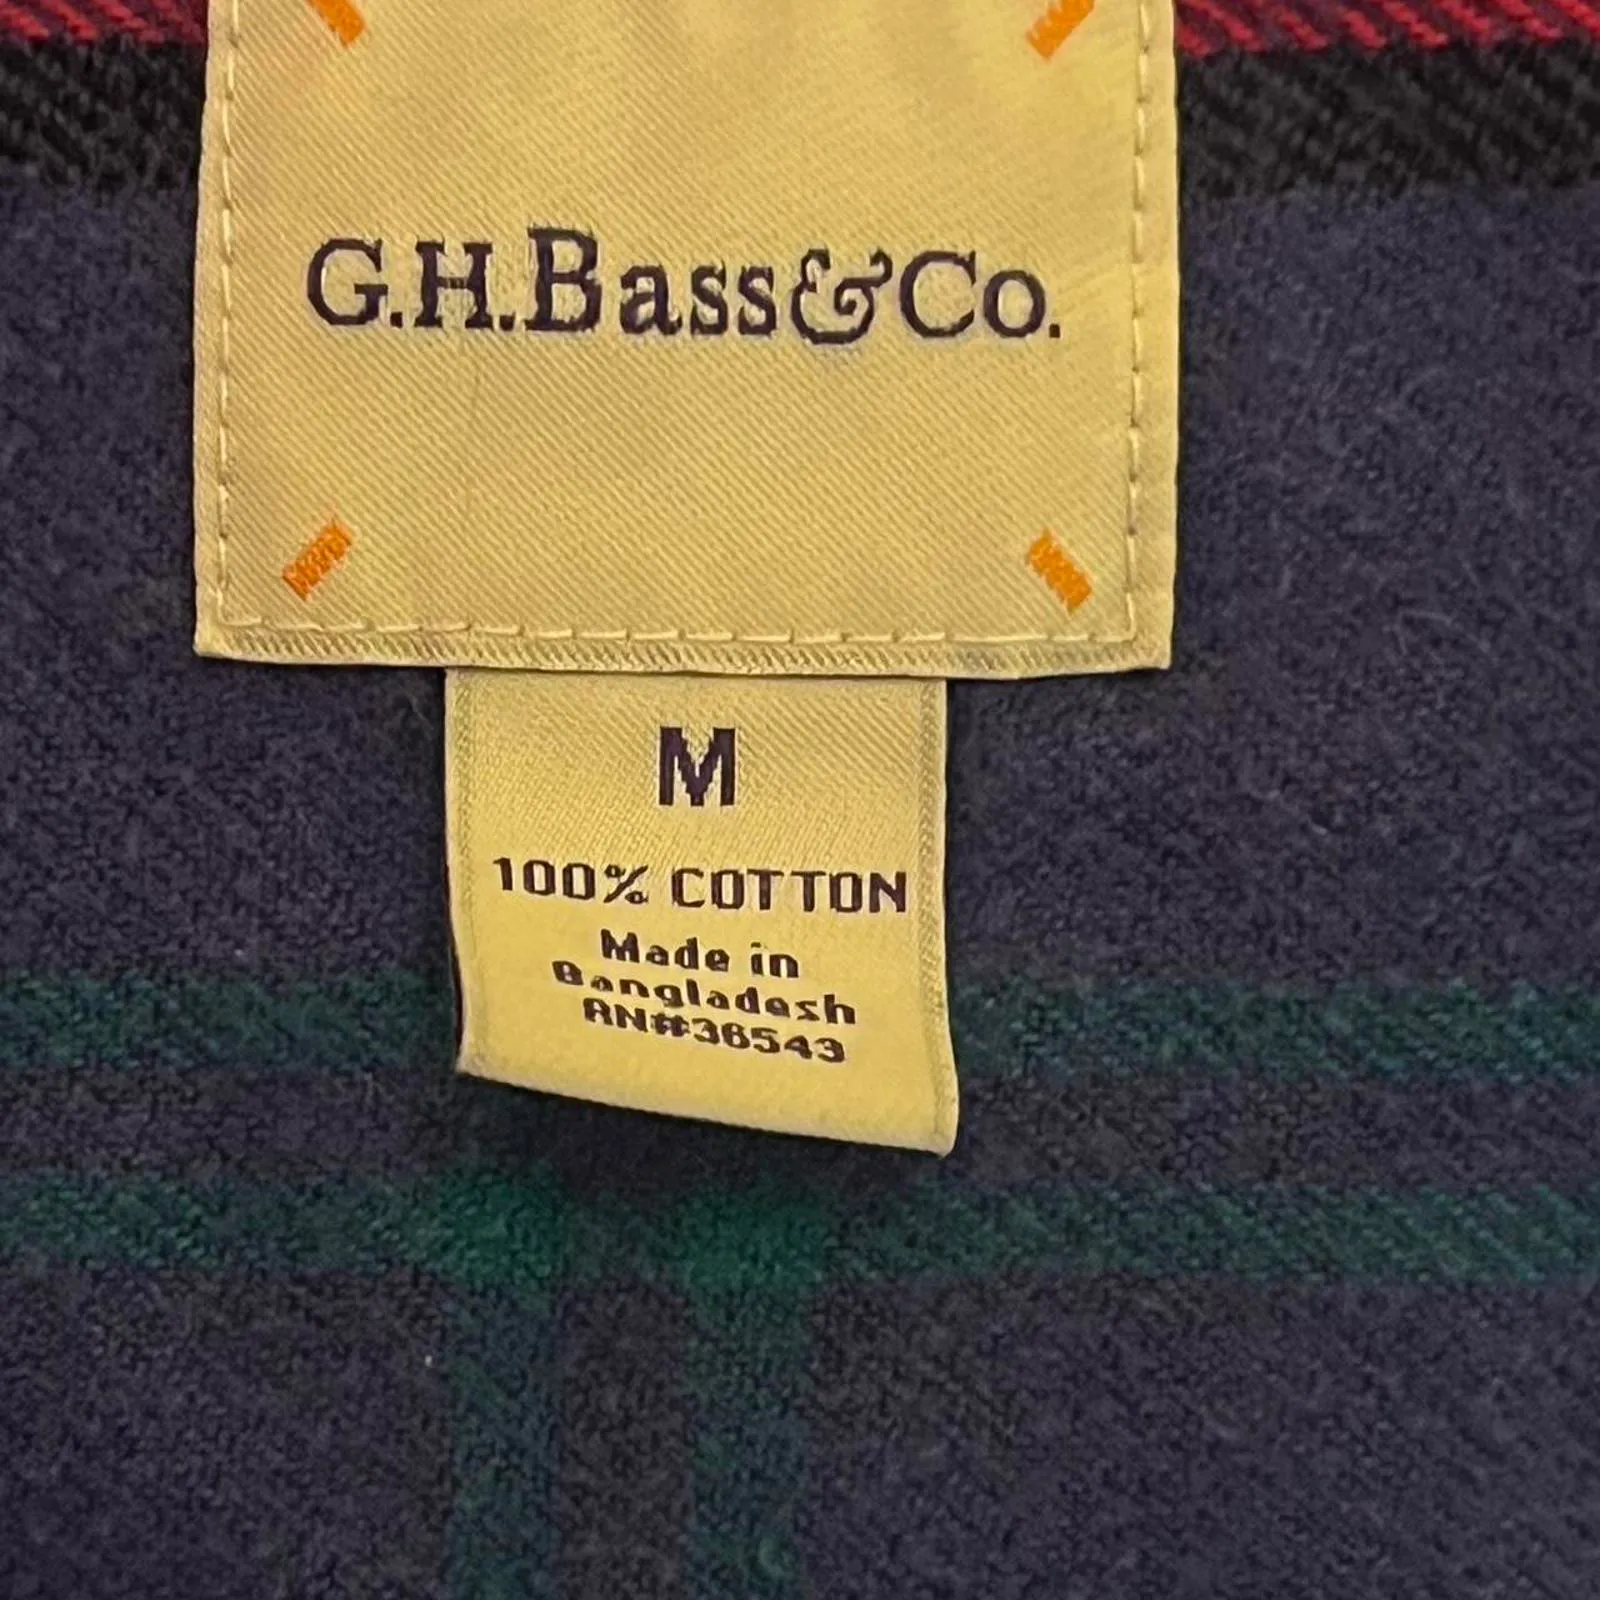 G.H.Bass&Co.
M
100% COTTON
Made in
Bangladesh
RN#36543